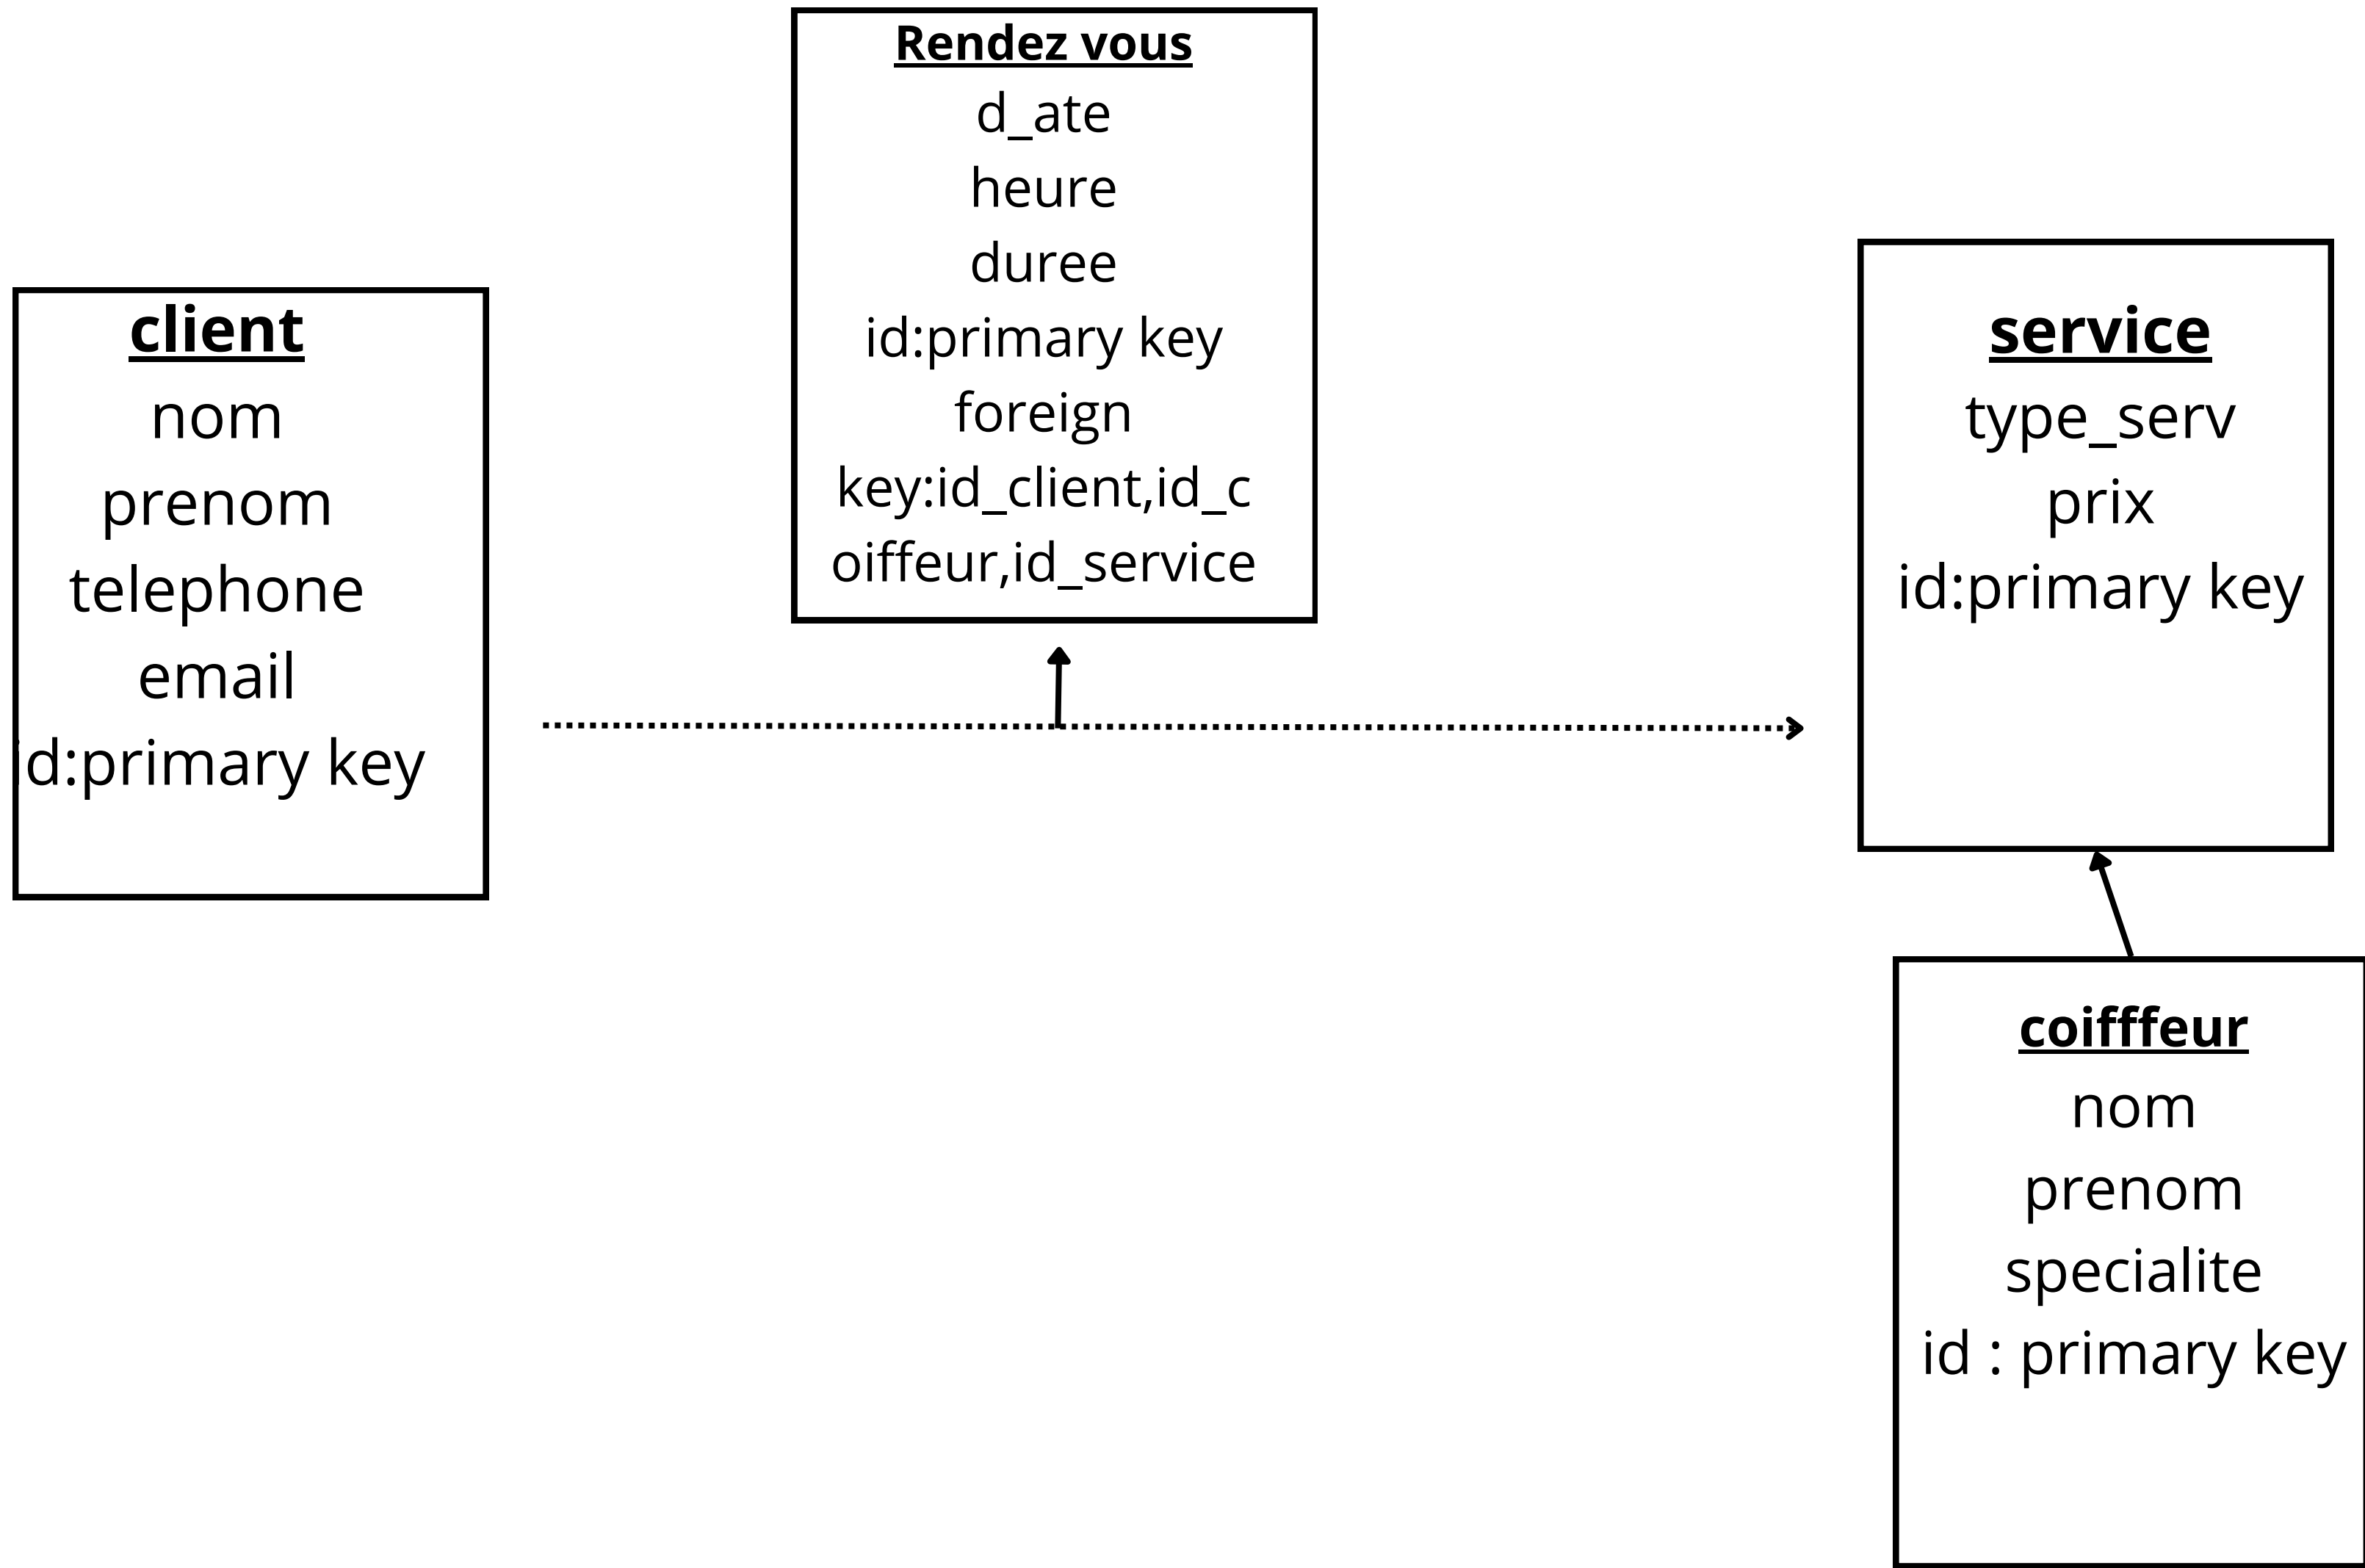 Rendez vous
d_ate
heure
duree
id:primary key
foreign
key:id_client,id_c
oiffeur,id_service
client
nom
prenom
telephone
email
id:primary key
service
type_serv
prix
id:primary key
coifffeur
nom
prenom
specialite
id : primary key